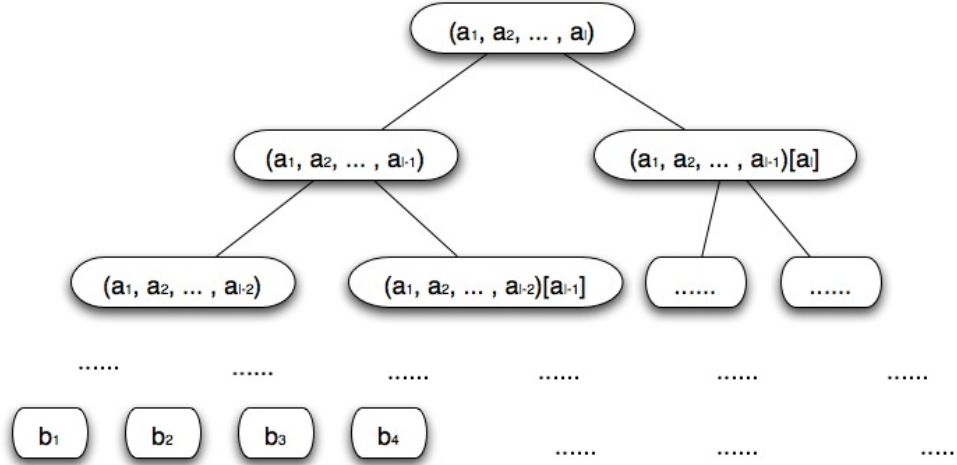 (a₁, a₂, ... , aₗ)
(a₁, a₂, ... , aₗ₋₁) (a₁, a₂, ... , aₗ₋₁)[aₗ]
(a₁, a₂, ... , aₗ₋₂) (a₁, a₂, ... , aₗ₋₂)[aₗ₋₁] ...... ......
...... ...... ...... ...... ...... ......
b₁ b₂ b₃ b₄ ...... ...... .....